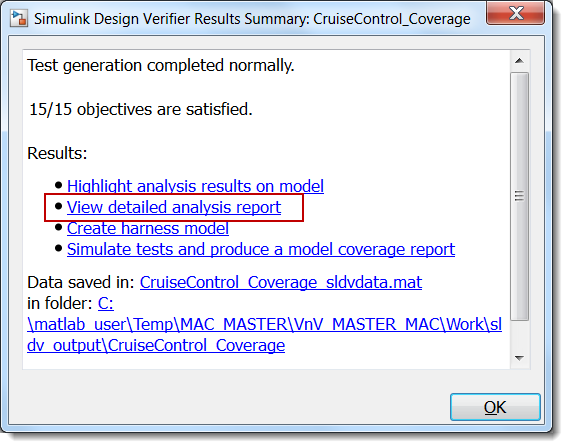 Simulink Design Verifier Results Summary: CruiseControl_Coverage
Test generation completed normally.
15/15 objectives are satisfied.
Results:
Highlight analysis results on model
View detailed analysis report
Create harness model
Simulate tests and produce a model coverage report
Data saved in: CruiseControl_Coverage_sldvdata.mat
in folder: C:
\matlab_user\Temp\MAC_MASTER\VnV_MASTER_MAC\Work\sl
dv_output\CruiseControl_Coverage
OK